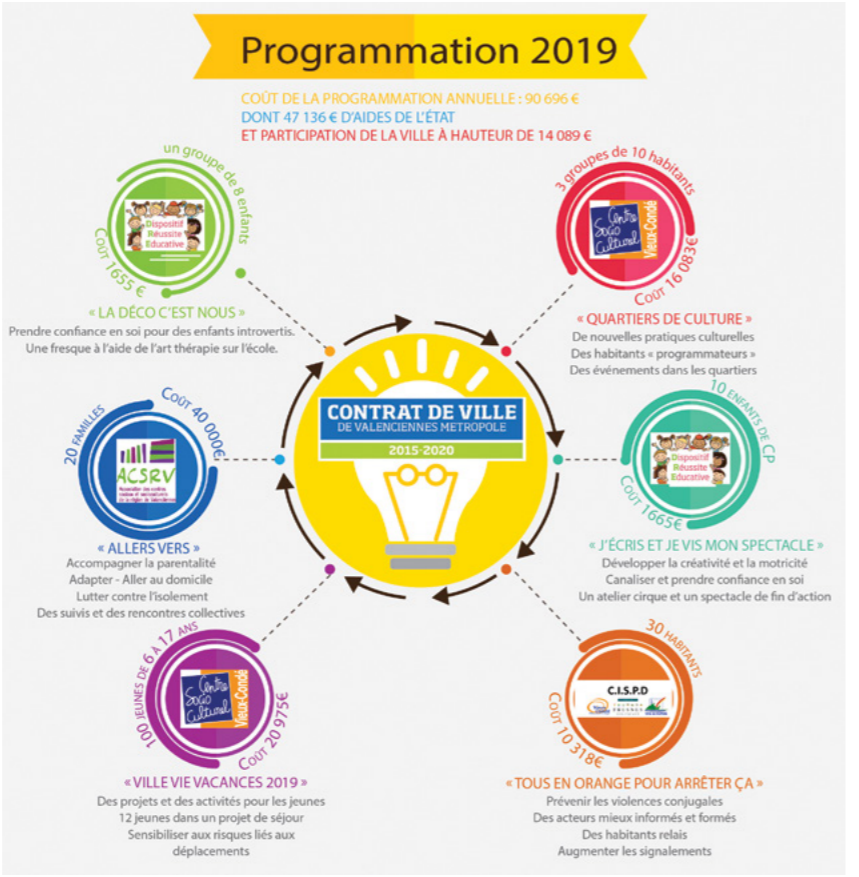 Programmation 2019
COÛT DE LA PROGRAMMATION ANNUELLE : 90 696 €
DONT 47 136 € D'AIDES DE L'ÉTAT
ET PARTICIPATION DE LA VILLE À HAUTEUR DE 14 089 €
un groupe de 8 enfants
Dispositif
Réussite
Educative
COÛT 1655 €
« LA DÉCO C'EST NOUS »
Prendre confiance en soi pour des enfants introvertis.
Une fresque à l'aide de l'art thérapie sur l'école.
3 groupes de 10 habitants
Centre
Socio
Culturel
Vieux-Condé
COÛT 16 083€
« QUARTIERS DE CULTURE »
De nouvelles pratiques culturelles
Des habitants « programmateurs »
Des événements dans les quartiers
CONTRAT DE VILLE
DE VALENCIENNES METROPOLE
2015-2020
20 FAMILLES
COÛT 40 000€
ACSRV
« ALLERS VERS »
Accompagner la parentalité
Adapter - Aller au domicile
Lutter contre l'isolement
Des suivis et des rencontres collectives
10 ENFANTS DE CP
Dispositif
Réussite
Educative
COÛT 1665€
« J'ÉCRIS ET JE VIS MON SPECTACLE »
Développer la créativité et la motricité
Canaliser et prendre confiance en soi
Un atelier cirque et un spectacle de fin d'action
100 JEUNES DE 6 À 17 ANS
Centre
Socio
Culturel
Vieux-Condé
COÛT 20 975€
« VILLE VIE VACANCES 2019 »
Des projets et des activités pour les jeunes
12 jeunes dans un projet de séjour
Sensibiliser aux risques liés aux
déplacements
30 HABITANTS
C.I.S.P.D
COÛT 10 318€
« TOUS EN ORANGE POUR ARRÊTER ÇA »
Prévenir les violences conjugales
Des acteurs mieux informés et formés
Des habitants relais
Augmenter les signalements